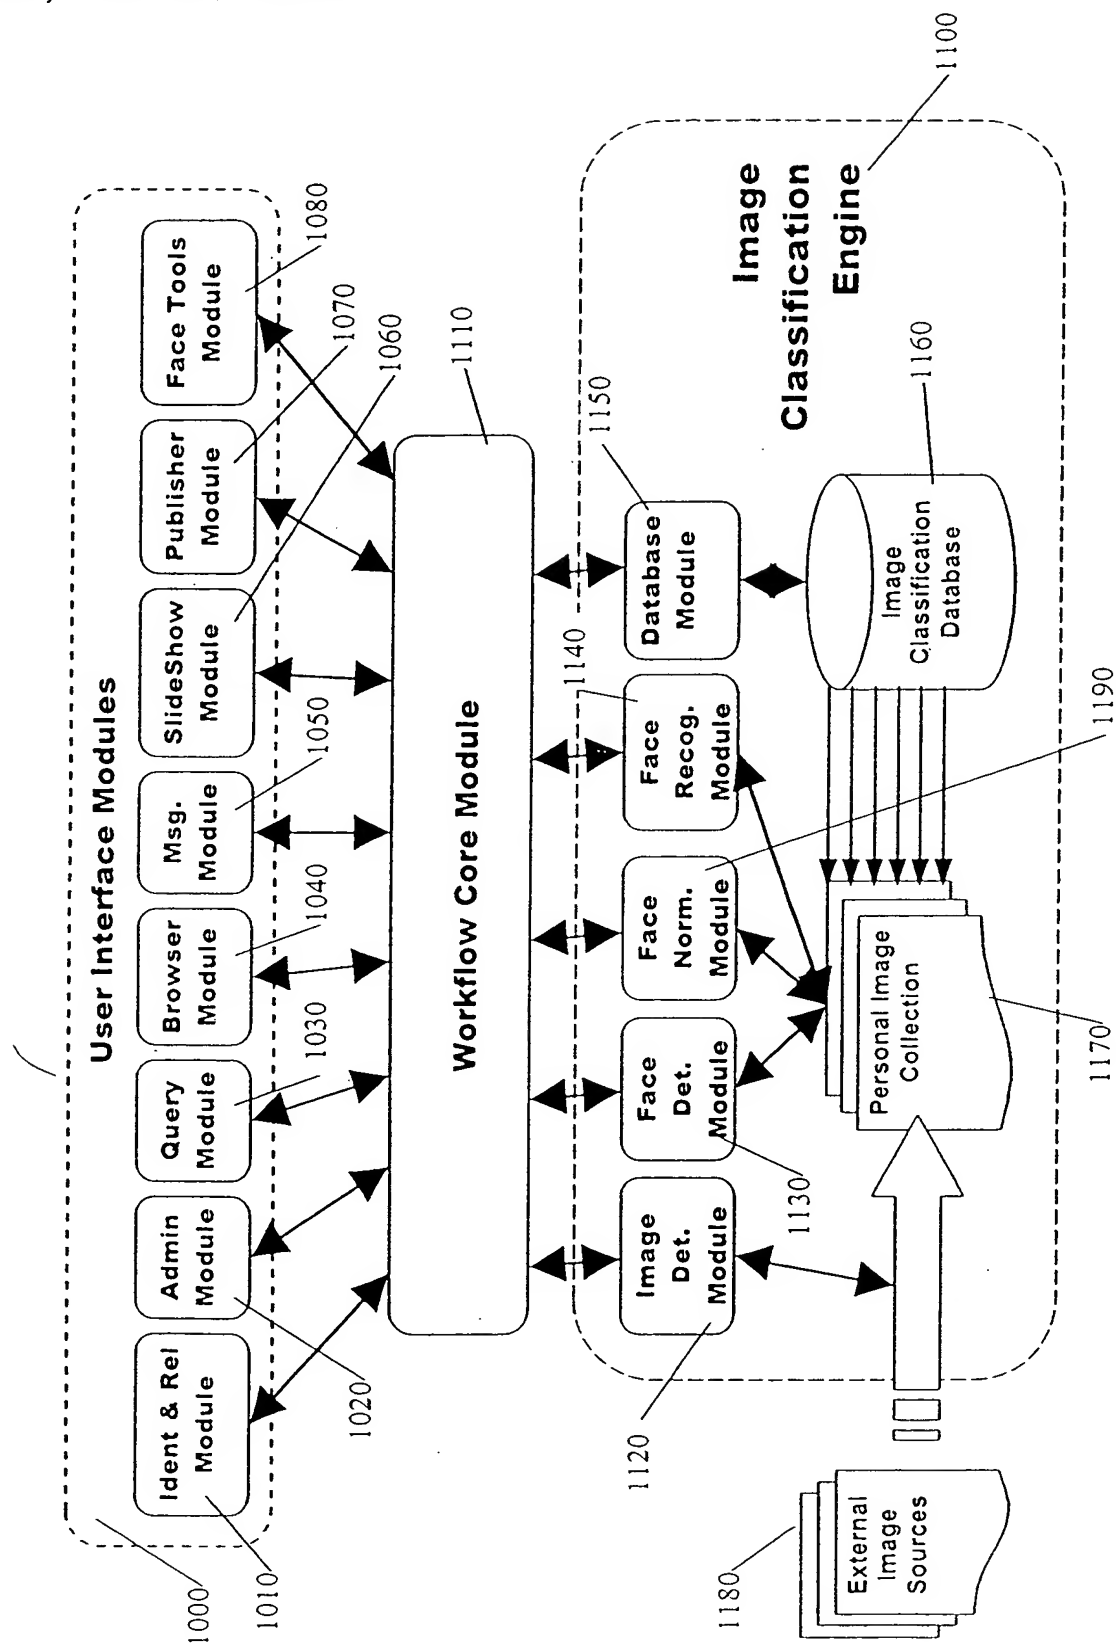 User Interface Modules
Ident & Rel
Module
Admin
Module
Query
Module
Browser
Module
Msg.
Module
SlideShow
Module
Publisher
Module
Face Tools
Module
1000
1010
1020
1030
1040
1050
1060
1070
1080
Workflow Core Module
1110
Image
Det.
Module
Face
Det.
Module
Face
Norm.
Module
Face
Recog.
Module
Database
Module
1120
1130
1140
1150
Image
Classification
Engine
1100
External
Image
Sources
1180
Personal Image
Collection
1170
Image
Classification
Database
1160
1190